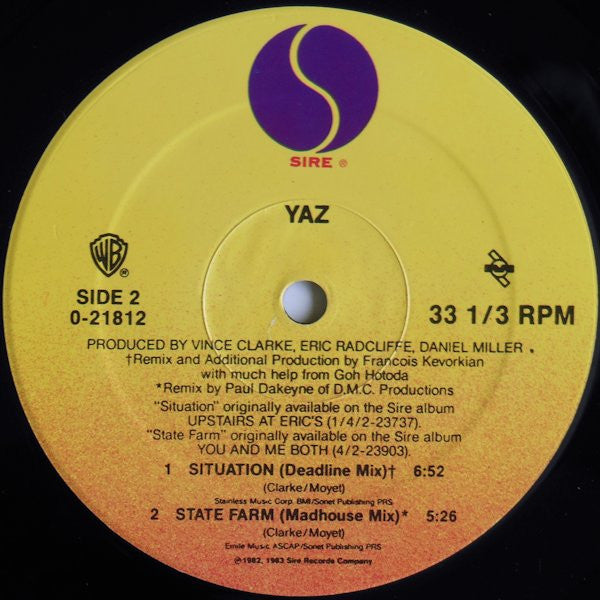 SIRE ®
YAZ
WB ®
SIDE 2
0-21812
33 1/3 RPM
PRODUCED BY VINCE CLARKE, ERIC RADCLIFFE, DANIEL MILLER .
†Remix and Additional Production by Francois Kevorkian
with much help from Goh Hotoda
*Remix by Paul Dakeyne of D.M.C. Productions
"Situation" originally available on the Sire album
UPSTAIRS AT ERIC'S (1/4/2-23737).
"State Farm" originally available on the Sire album
YOU AND ME BOTH (4/2-23903).
1 SITUATION (Deadline Mix)† 6:52
(Clarke/Moyet)
Stainless Music Corp. BMI/Sonet Publishing PRS
2 STATE FARM (Madhouse Mix)* 5:26
(Clarke/Moyet)
Emile Music ASCAP/Sonet Publishing PRS
℗1982, 1983 Sire Records Company